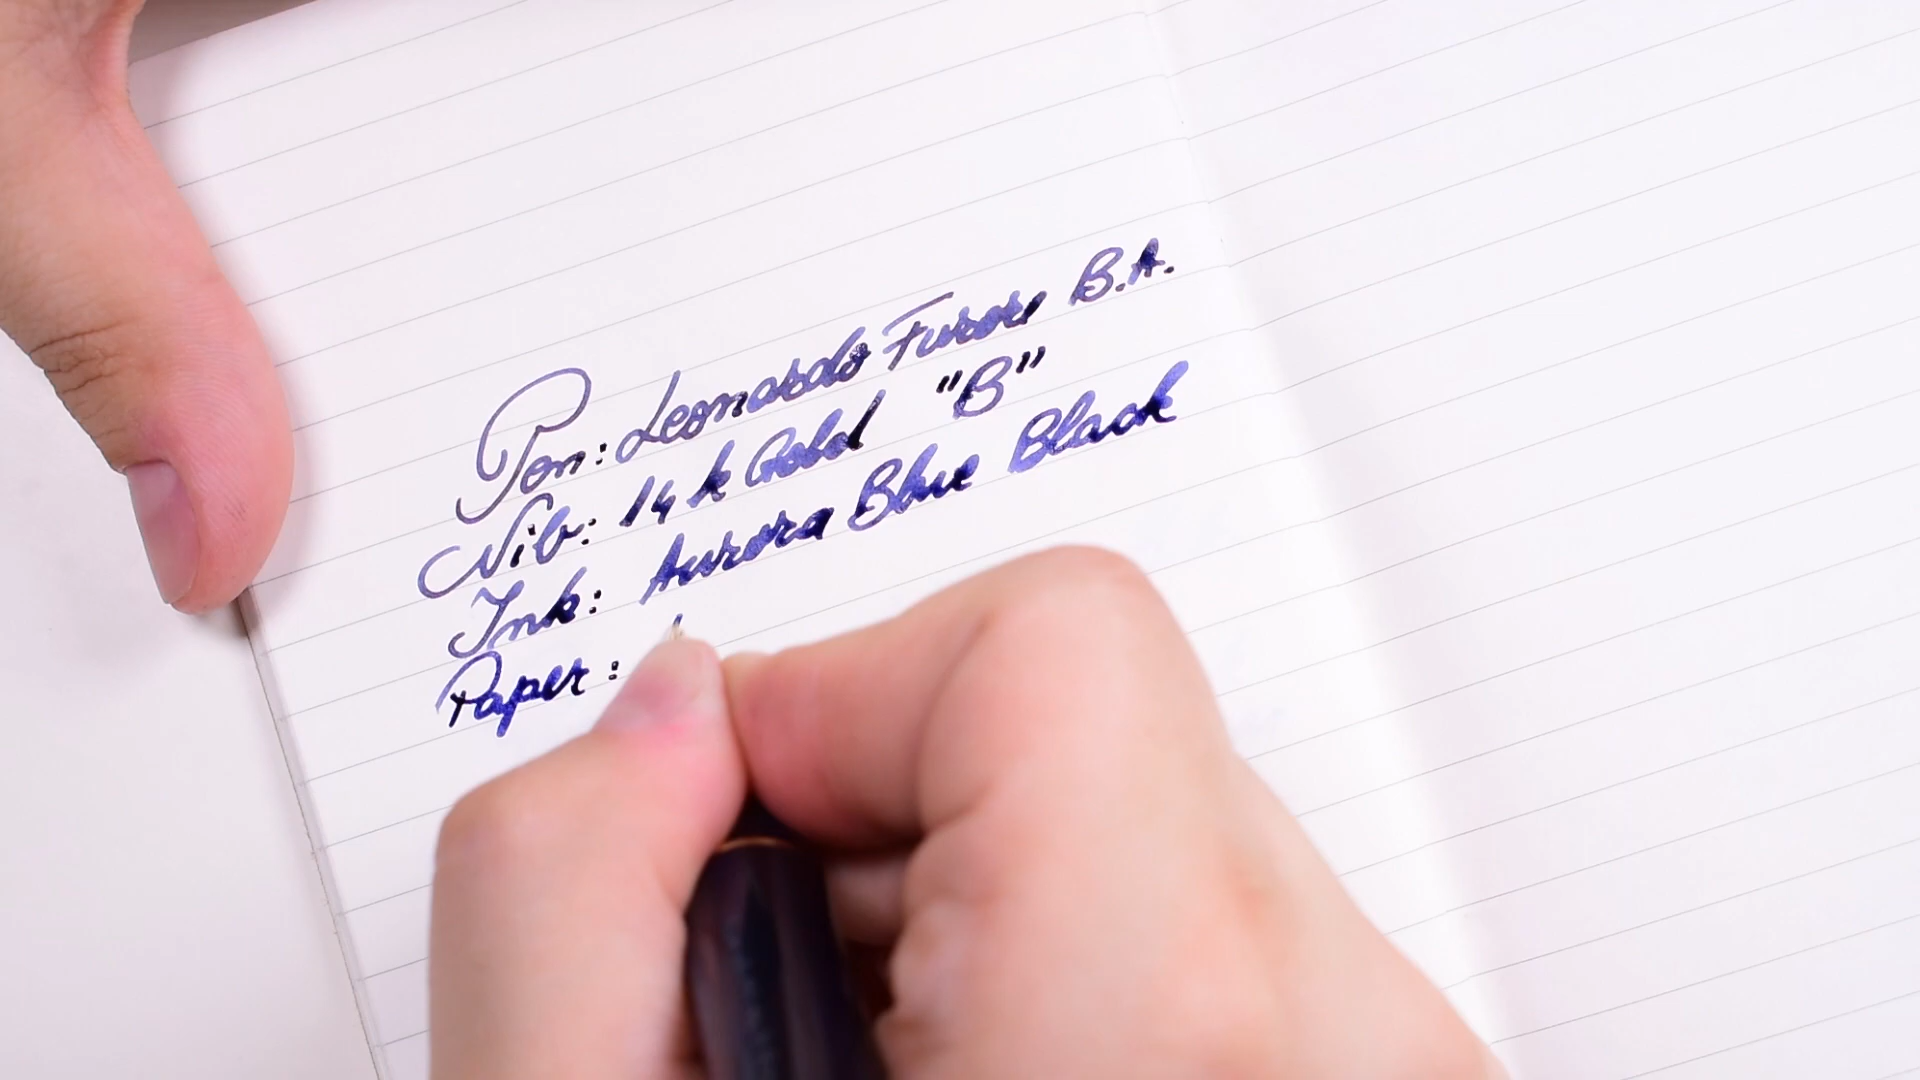 Pen: Leonardo Furore B.A.
Nib: 14k Gold "B"
Ink: Aurora Blue Black
Paper: